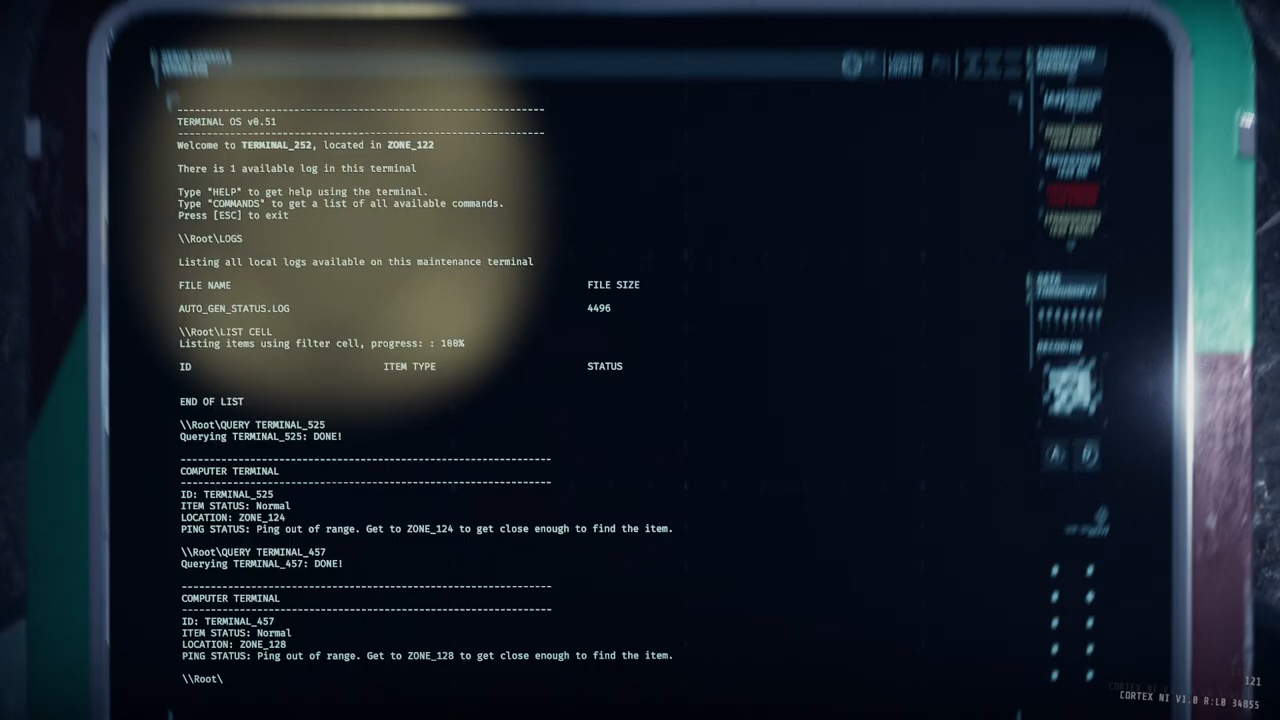 --------------------------------------------------------------
TERMINAL OS v0.51
--------------------------------------------------------------
Welcome to TERMINAL_252, located in ZONE_122
There is 1 available log in this terminal
Type "HELP" to get help using the terminal.
Type "COMMANDS" to get a list of all available commands.
Press [ESC] to exit
\\Root\LOGS
Listing all local logs available on this maintenance terminal
FILE NAME FILE SIZE
AUTO_GEN_STATUS.LOG 4496
\\Root\LIST CELL
Listing items using filter cell, progress: : 100%
ID ITEM TYPE STATUS
END OF LIST
\\Root\QUERY TERMINAL_525
Querying TERMINAL_525: DONE!
--------------------------------------------------------------
COMPUTER TERMINAL
--------------------------------------------------------------
ID: TERMINAL_525
ITEM STATUS: Normal
LOCATION: ZONE_124
PING STATUS: Ping out of range. Get to ZONE_124 to get close enough to find the item.
\\Root\QUERY TERMINAL_457
Querying TERMINAL_457: DONE!
--------------------------------------------------------------
COMPUTER TERMINAL
--------------------------------------------------------------
ID: TERMINAL_457
ITEM STATUS: Normal
LOCATION: ZONE_128
PING STATUS: Ping out of range. Get to ZONE_128 to get close enough to find the item.
\\Root\
121
CORTEX NI V1.0 R:L0 34855